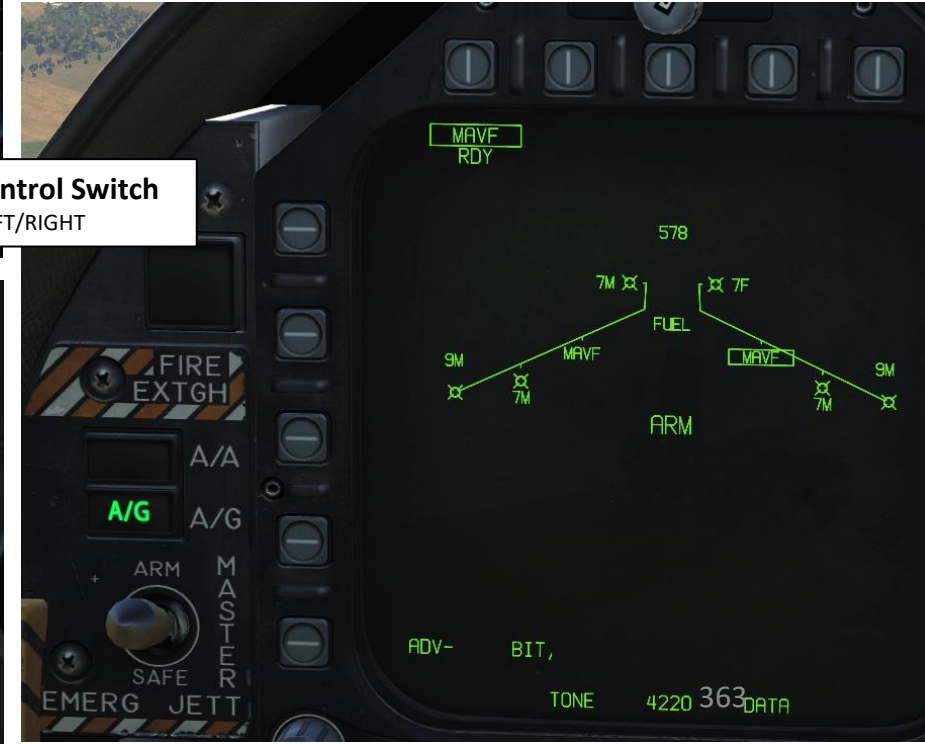 MAVF
RDY
ntrol Switch
FT/RIGHT
578
7M
7F
FUEL
MAVF
MAVF
9M
9M
7M
7M
ARM
FIRE
EXTGH
A/A
A/G
A/G
ARM
MASTER
SAFE
EMERG JETT
ADV-
BIT,
TONE
4220
363
DATA